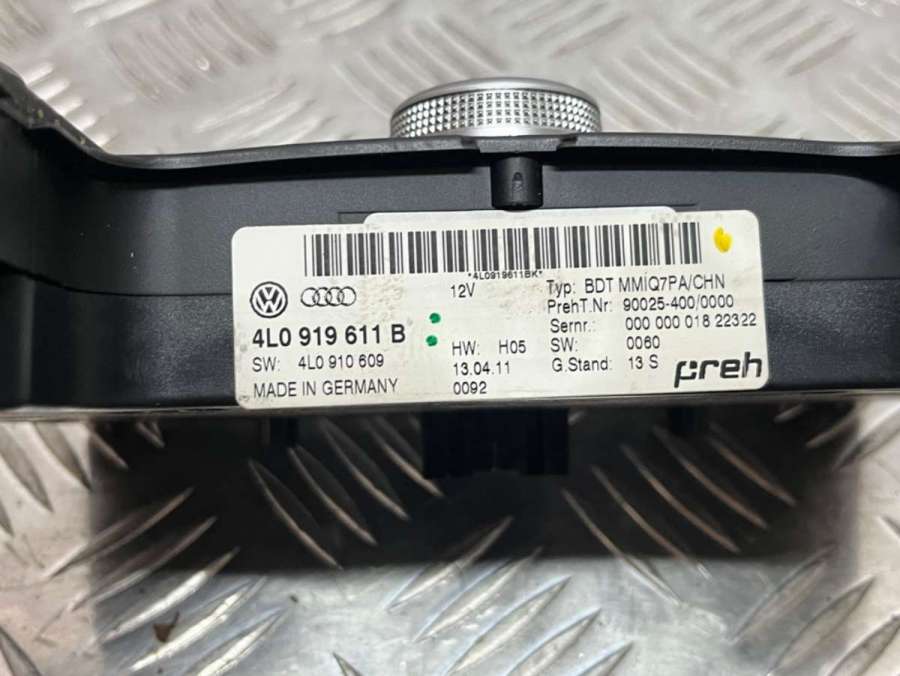 *4L0919611BK*
12V
4L0 919 611 B
SW: 4L0 910 609
MADE IN GERMANY
HW: H05
13.04.11
0092
Typ: BDT MMIQ7PA/CHN
PrehT.Nr: 90025-400/0000
Sernr.: 000 000 018 22322
SW: 0060
G.Stand: 13 S
preh